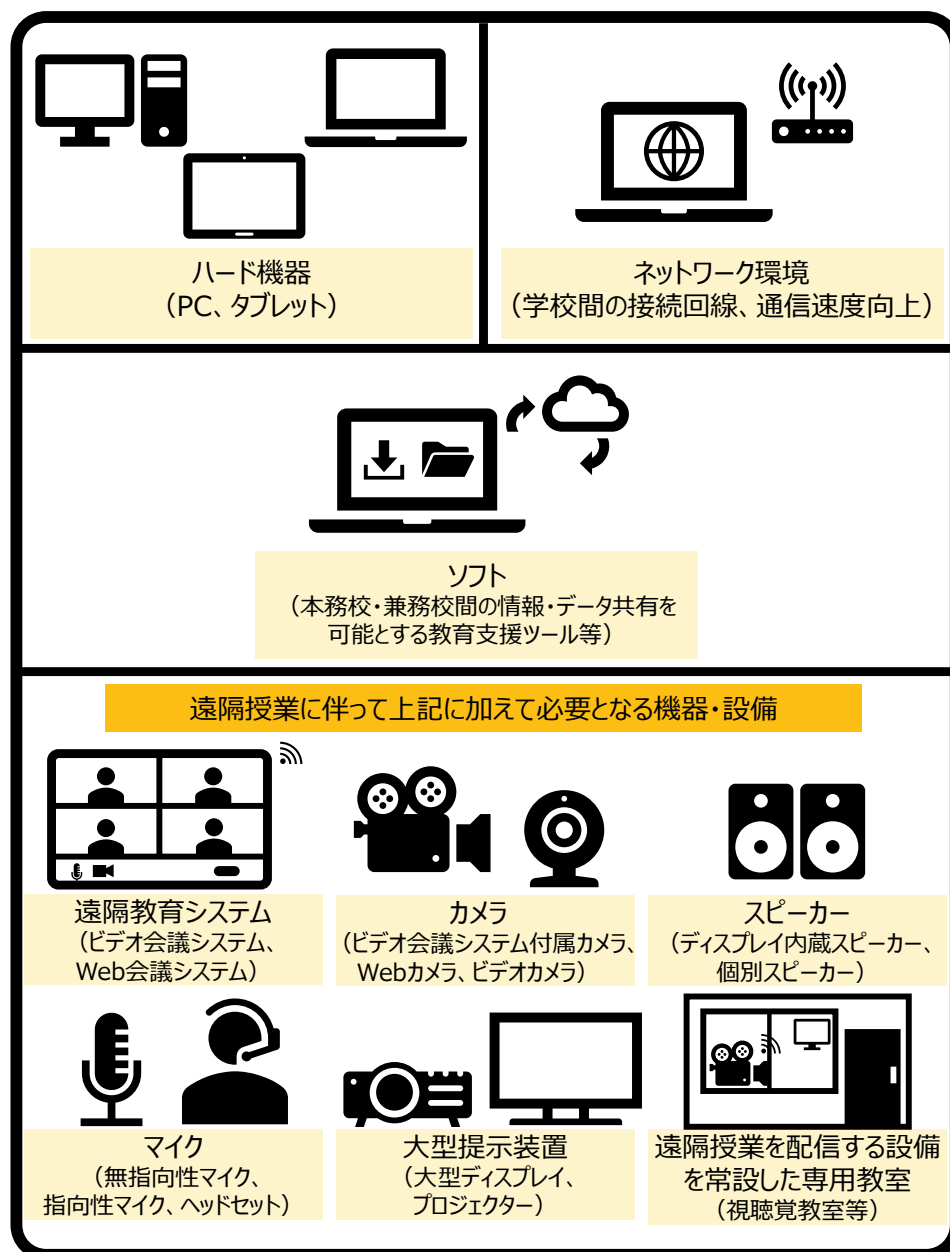 ハード機器
（PC、タブレット）
ネットワーク環境
（学校間の接続回線、通信速度向上）
ソフト
（本務校・兼務校間の情報・データ共有を
可能とする教育支援ツール等）
遠隔授業に伴って上記に加えて必要となる機器・設備
遠隔教育システム
（ビデオ会議システム、
Web会議システム）
カメラ
（ビデオ会議システム付属カメラ、
Webカメラ、ビデオカメラ）
スピーカー
（ディスプレイ内蔵スピーカー、
個別スピーカー）
マイク
（無指向性マイク、
指向性マイク、ヘッドセット）
大型提示装置
（大型ディスプレイ、
プロジェクター）
遠隔授業を配信する設備
を常設した専用教室
（視聴覚教室等）